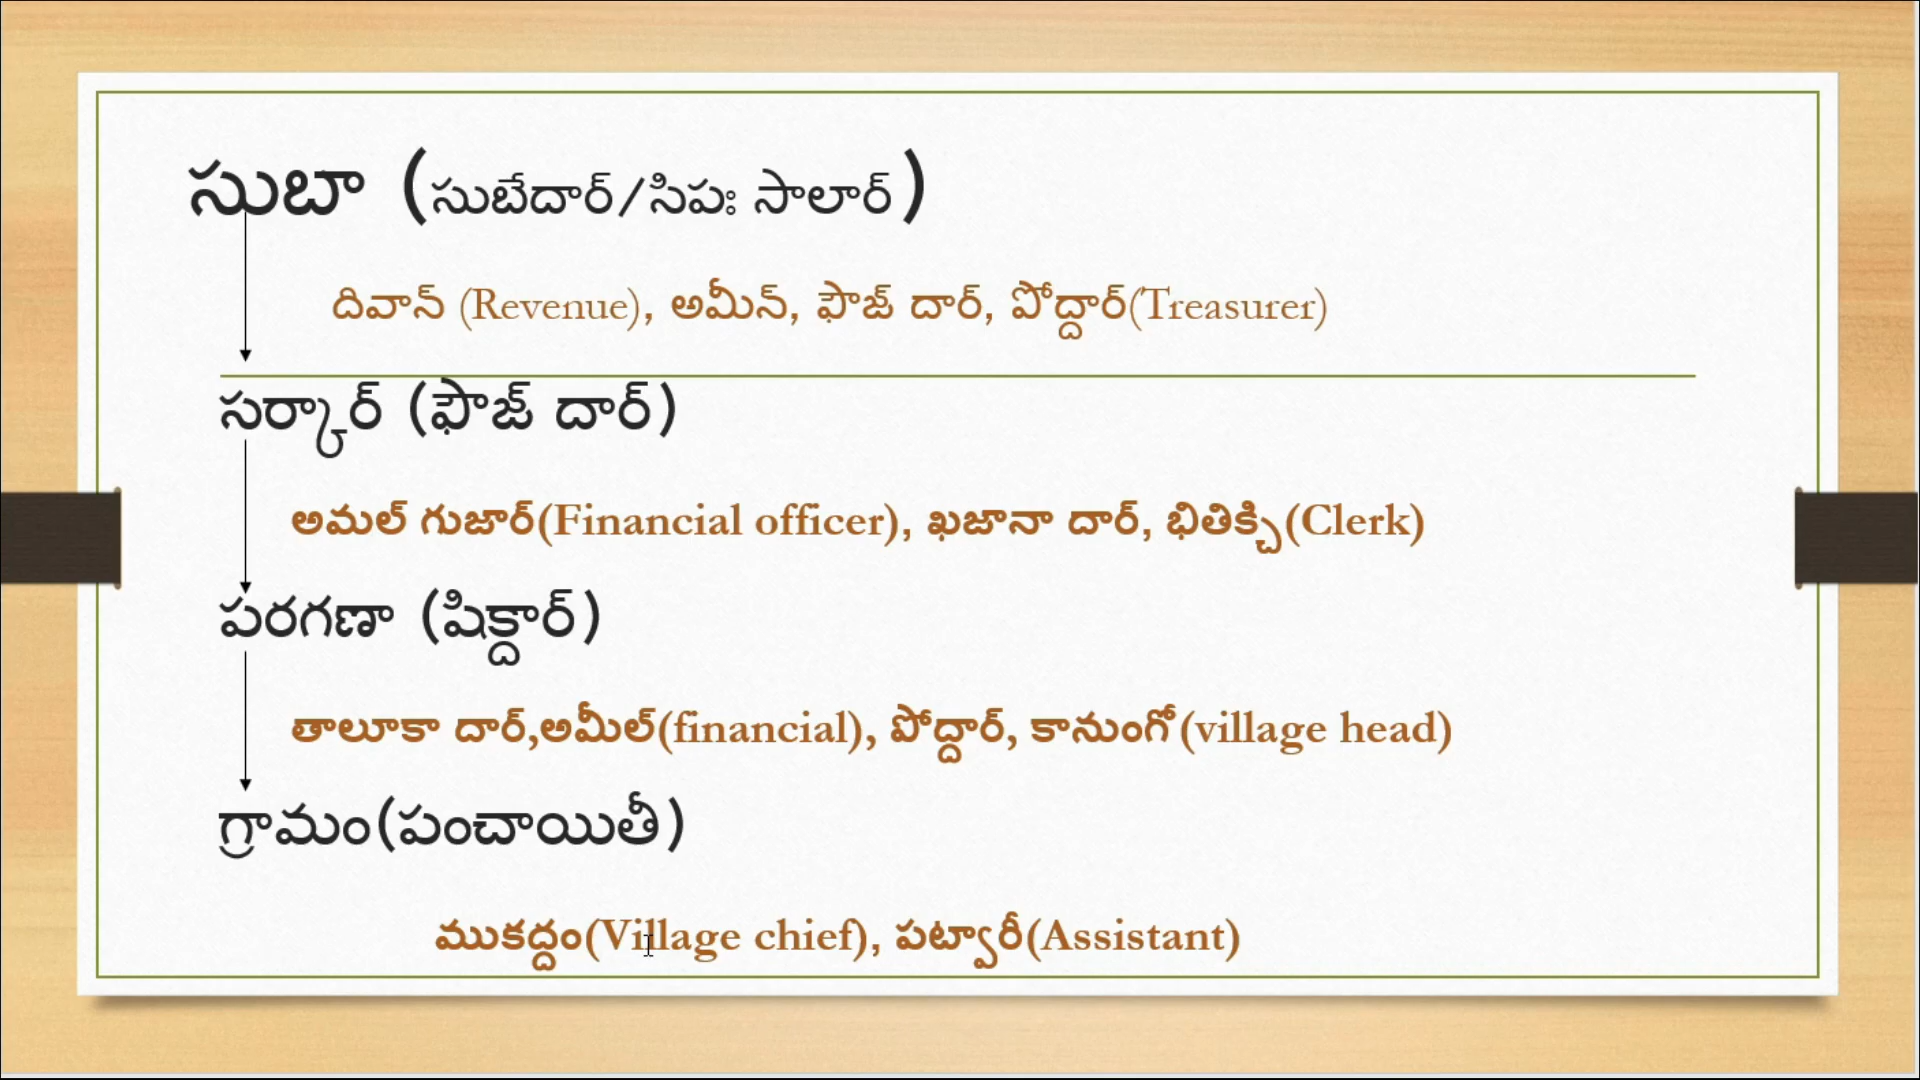 సుబా (సుబేదార్/సిపః సాలార్)
దివాన్ (Revenue), అమీన్, ఫౌజ్ దార్, పోద్దార్(Treasurer)
సర్కార్ (ఫౌజ్ దార్)
అమల్ గుజార్(Financial officer), ఖజానా దార్, భితిక్చి(Clerk)
పరగణా (షిక్దార్)
తాలూకా దార్,అమీల్(financial), పోద్దార్, కానుంగో(village head)
గ్రామం(పంచాయితీ)
ముకద్దం(Village chief), పట్వారీ(Assistant)